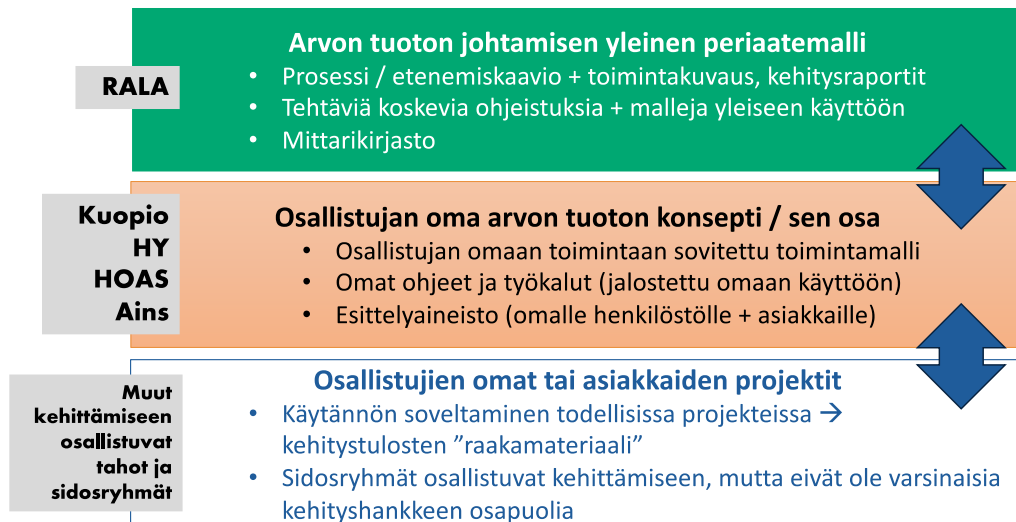 Arvon tuoton johtamisen yleinen periaatemalli
RALA
• Prosessi / etenemiskaavio + toimintakuvaus, kehitysraportit
• Tehtäviä koskevia ohjeistuksia + malleja yleiseen käyttöön
• Mittarikirjasto
Kuopio
HY
HOAS
Ains
Osallistujan oma arvon tuoton konsepti / sen osa
• Osallistujan omaan toimintaan sovitettu toimintamalli
• Omat ohjeet ja työkalut (jalostettu omaan käyttöön)
• Esittelyaineisto (omalle henkilöstölle + asiakkaille)
Muut
kehittämiseen
osallistuvat
tahot ja
sidosryhmät
Osallistujien omat tai asiakkaiden projektit
• Käytännön soveltaminen todellisissa projekteissa →
kehitystulosten ”raakamateriaali”
• Sidosryhmät osallistuvat kehittämiseen, mutta eivät ole varsinaisia
kehityshankkeen osapuolia